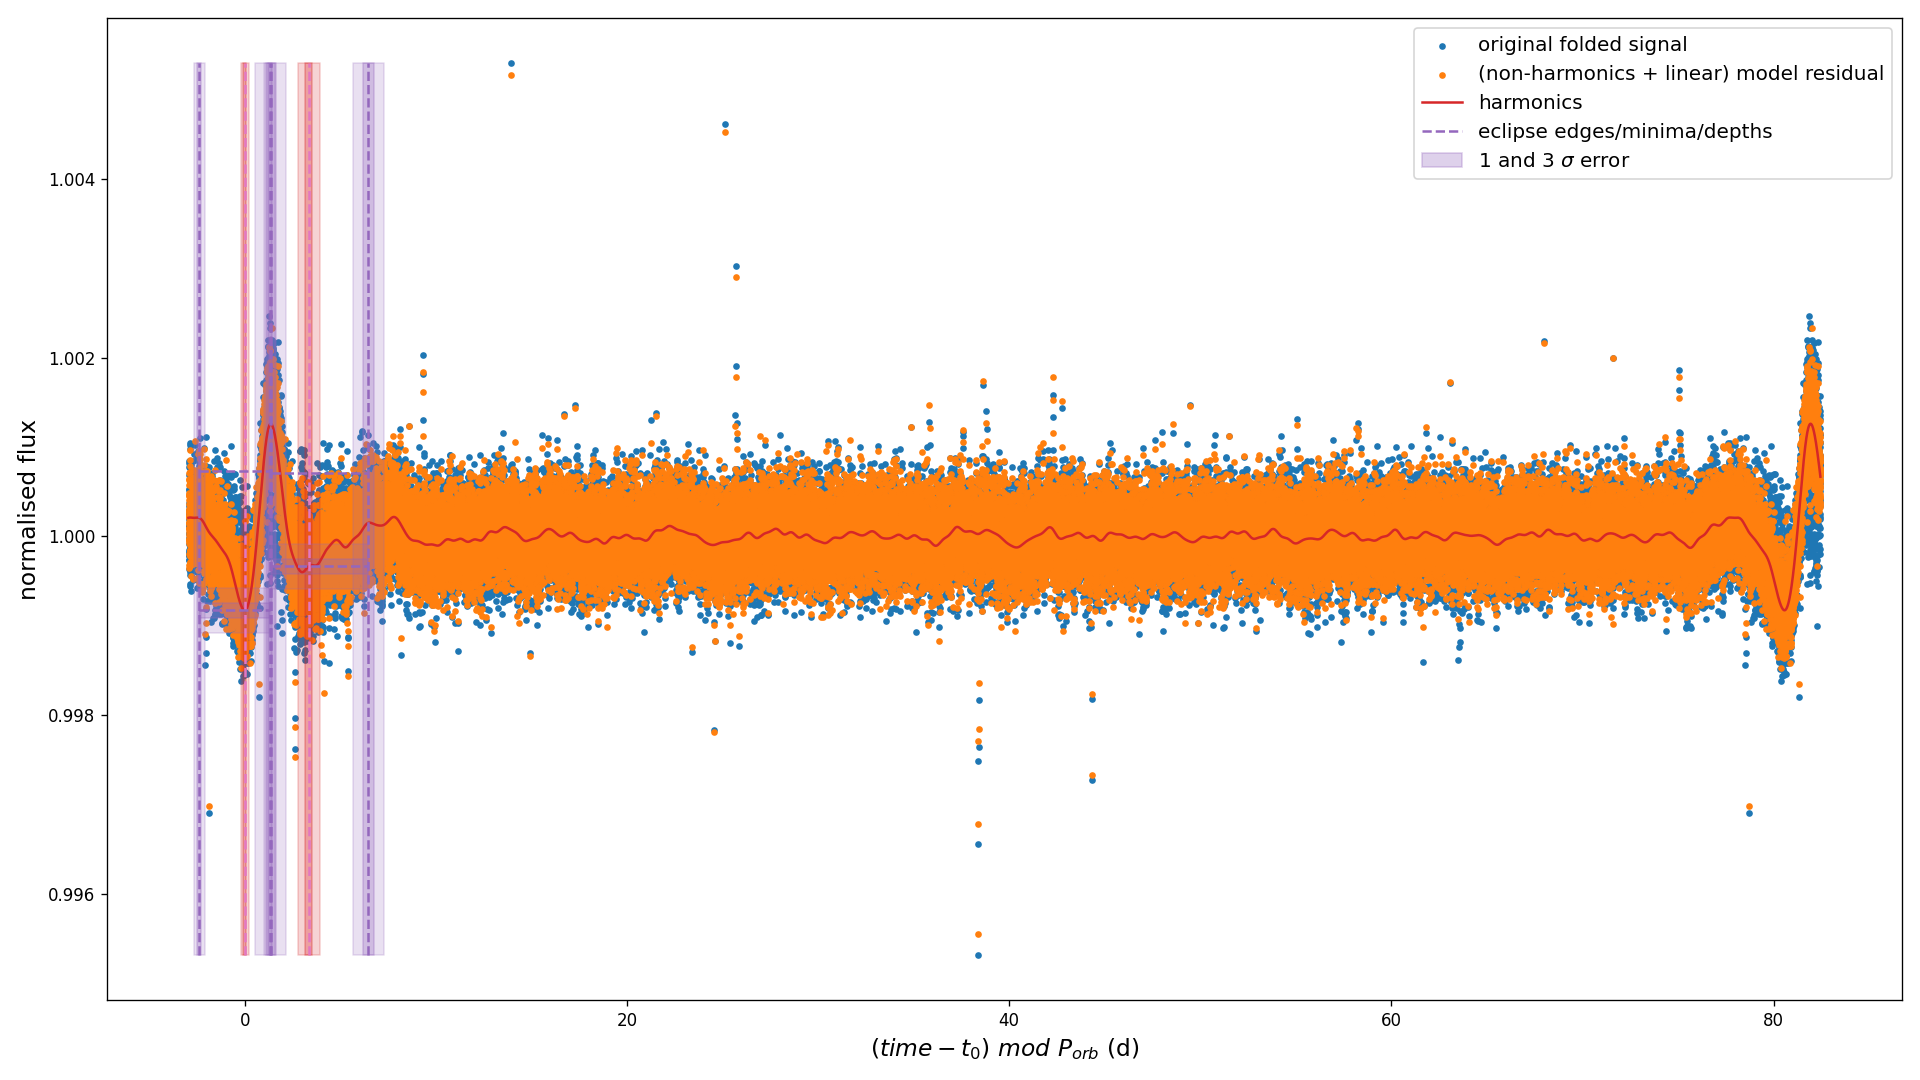 original folded signal
(non-harmonics + linear) model residual
harmonics
eclipse edges/minima/depths
1 and 3 σ error
1.004
1.002
1.000
0.998
0.996
normalised flux
0 20 40 60 80
(time − t₀) mod P_orb (d)